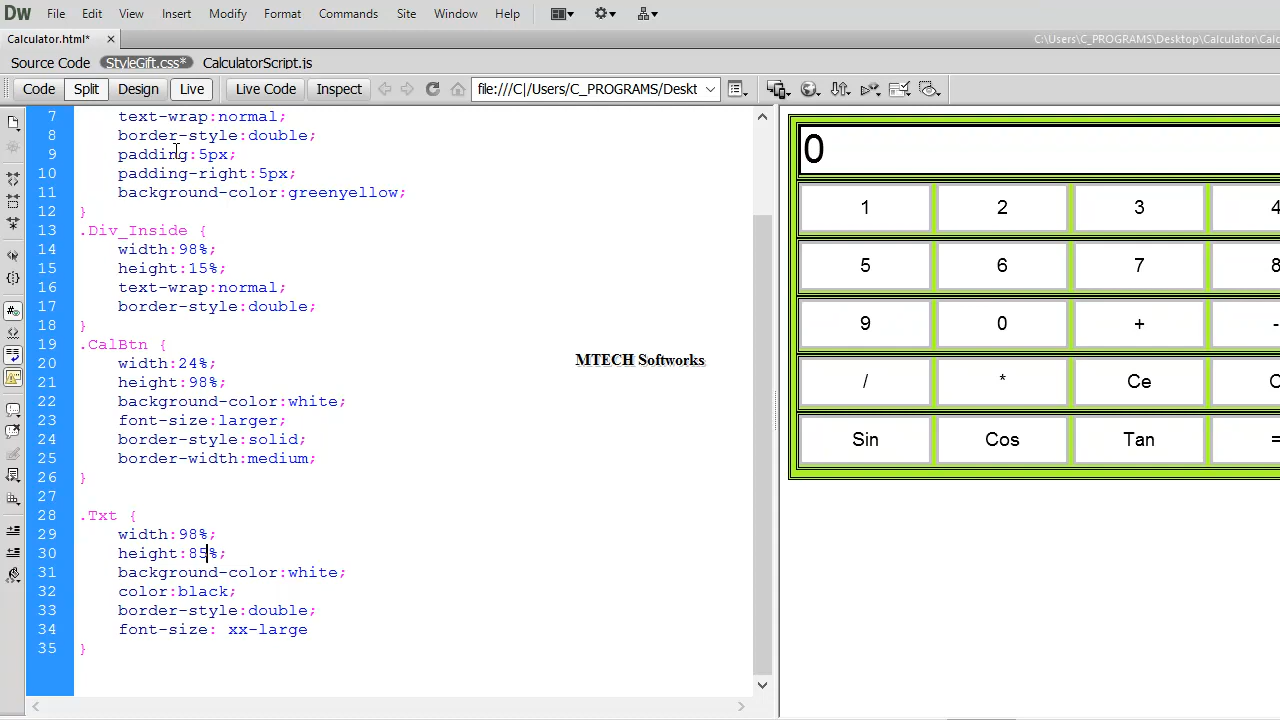 Dw File Edit View Insert Modify Format Commands Site Window Help
Calculator.html* × C:\Users\C_PROGRAMS\Desktop\Calculator\Calc
Source Code StyleGift.css* CalculatorScript.js
Code Split Design Live Live Code Inspect file:///C|/Users/C_PROGRAMS/Deskt
7 text-wrap:normal;
8 border-style:double;
9 padding:5px;
10 padding-right:5px;
11 background-color:greenyellow;
12 }
13 .Div_Inside {
14 width:98%;
15 height:15%;
16 text-wrap:normal;
17 border-style:double;
18 }
19 .CalBtn {
20 width:24%;
21 height:98%;
22 background-color:white;
23 font-size:larger;
24 border-style:solid;
25 border-width:medium;
26 }
27
28 .Txt {
29 width:98%;
30 height:85%;
31 background-color:white;
32 color:black;
33 border-style:double;
34 font-size: xx-large
35 }
MTECH Softworks
0
1 2 3 4
5 6 7 8
9 0 + -
/ * Ce C
Sin Cos Tan =